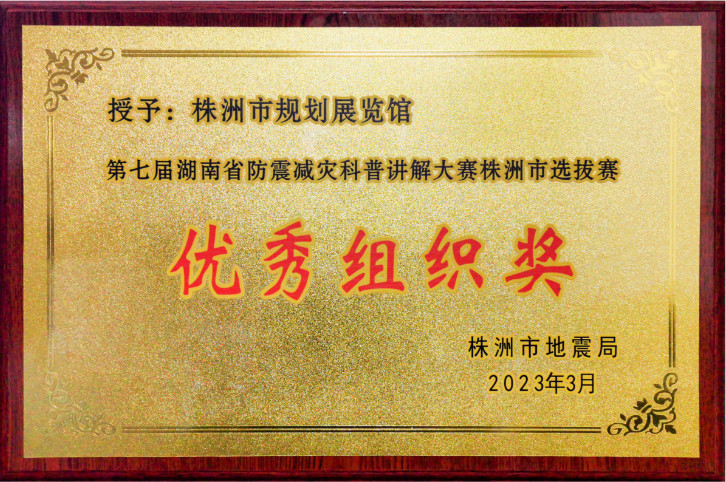 授予：株洲市规划展览馆
第七届湖南省防震减灾科普讲解大赛株洲市选拔赛
优秀组织奖
株洲市地震局
2023年3月